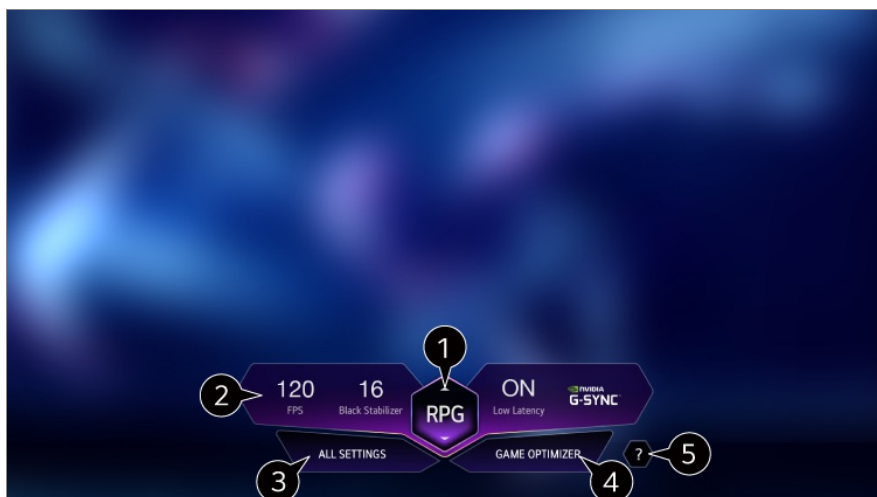 1
2
120
FPS
16
Black Stabilizer
RPG
ON
Low Latency
NVIDIA
G-SYNC
ALL SETTINGS
GAME OPTIMIZER
?
5
3
4